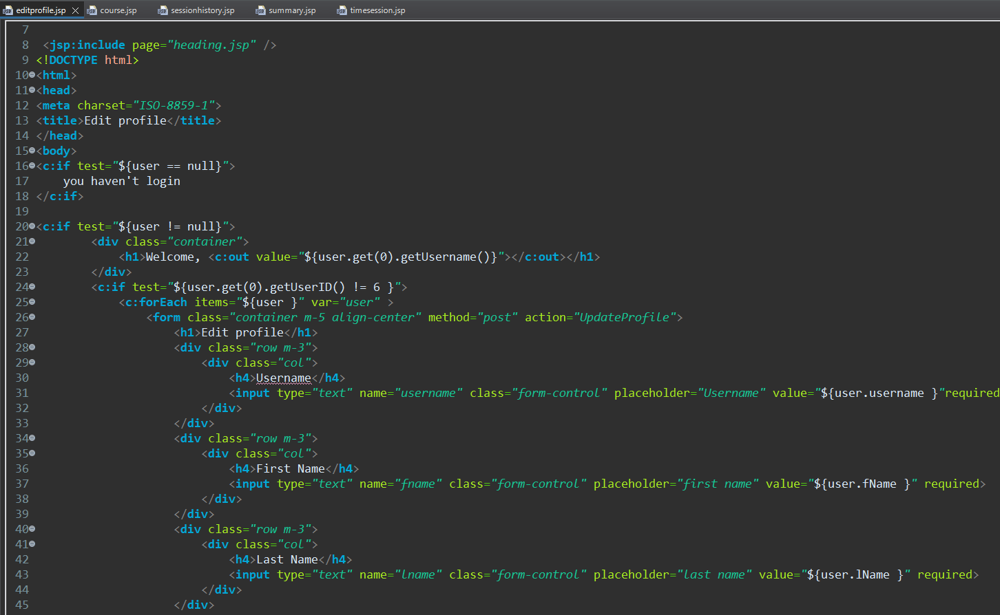 editprofile.jsp course.jsp sessionhistory.jsp summary.jsp timesession.jsp
7
8 <jsp:include page="heading.jsp" />
9 <!DOCTYPE html>
10 <html>
11 <head>
12 <meta charset="ISO-8859-1">
13 <title>Edit profile</title>
14 </head>
15 <body>
16 <c:if test="${user == null}">
17     you haven't login
18 </c:if>
19
20 <c:if test="${user != null}">
21         <div class="container">
22             <h1>Welcome, <c:out value="${user.get(0).getUsername()}"></c:out></h1>
23         </div>
24         <c:if test="${user.get(0).getUserID() != 6 }">
25             <c:forEach items="${user }" var="user" >
26                 <form class="container m-5 align-center" method="post" action="UpdateProfile">
27                     <h1>Edit profile</h1>
28                     <div class="row m-3">
29                         <div class="col">
30                             <h4>Username</h4>
31                             <input type="text" name="username" class="form-control" placeholder="Username" value="${user.username }"required
32                         </div>
33                     </div>
34                     <div class="row m-3">
35                         <div class="col">
36                             <h4>First Name</h4>
37                             <input type="text" name="fname" class="form-control" placeholder="first name" value="${user.fName }" required>
38                         </div>
39                     </div>
40                     <div class="row m-3">
41                         <div class="col">
42                             <h4>Last Name</h4>
43                             <input type="text" name="lname" class="form-control" placeholder="last name" value="${user.lName }" required>
44                         </div>
45                     </div>